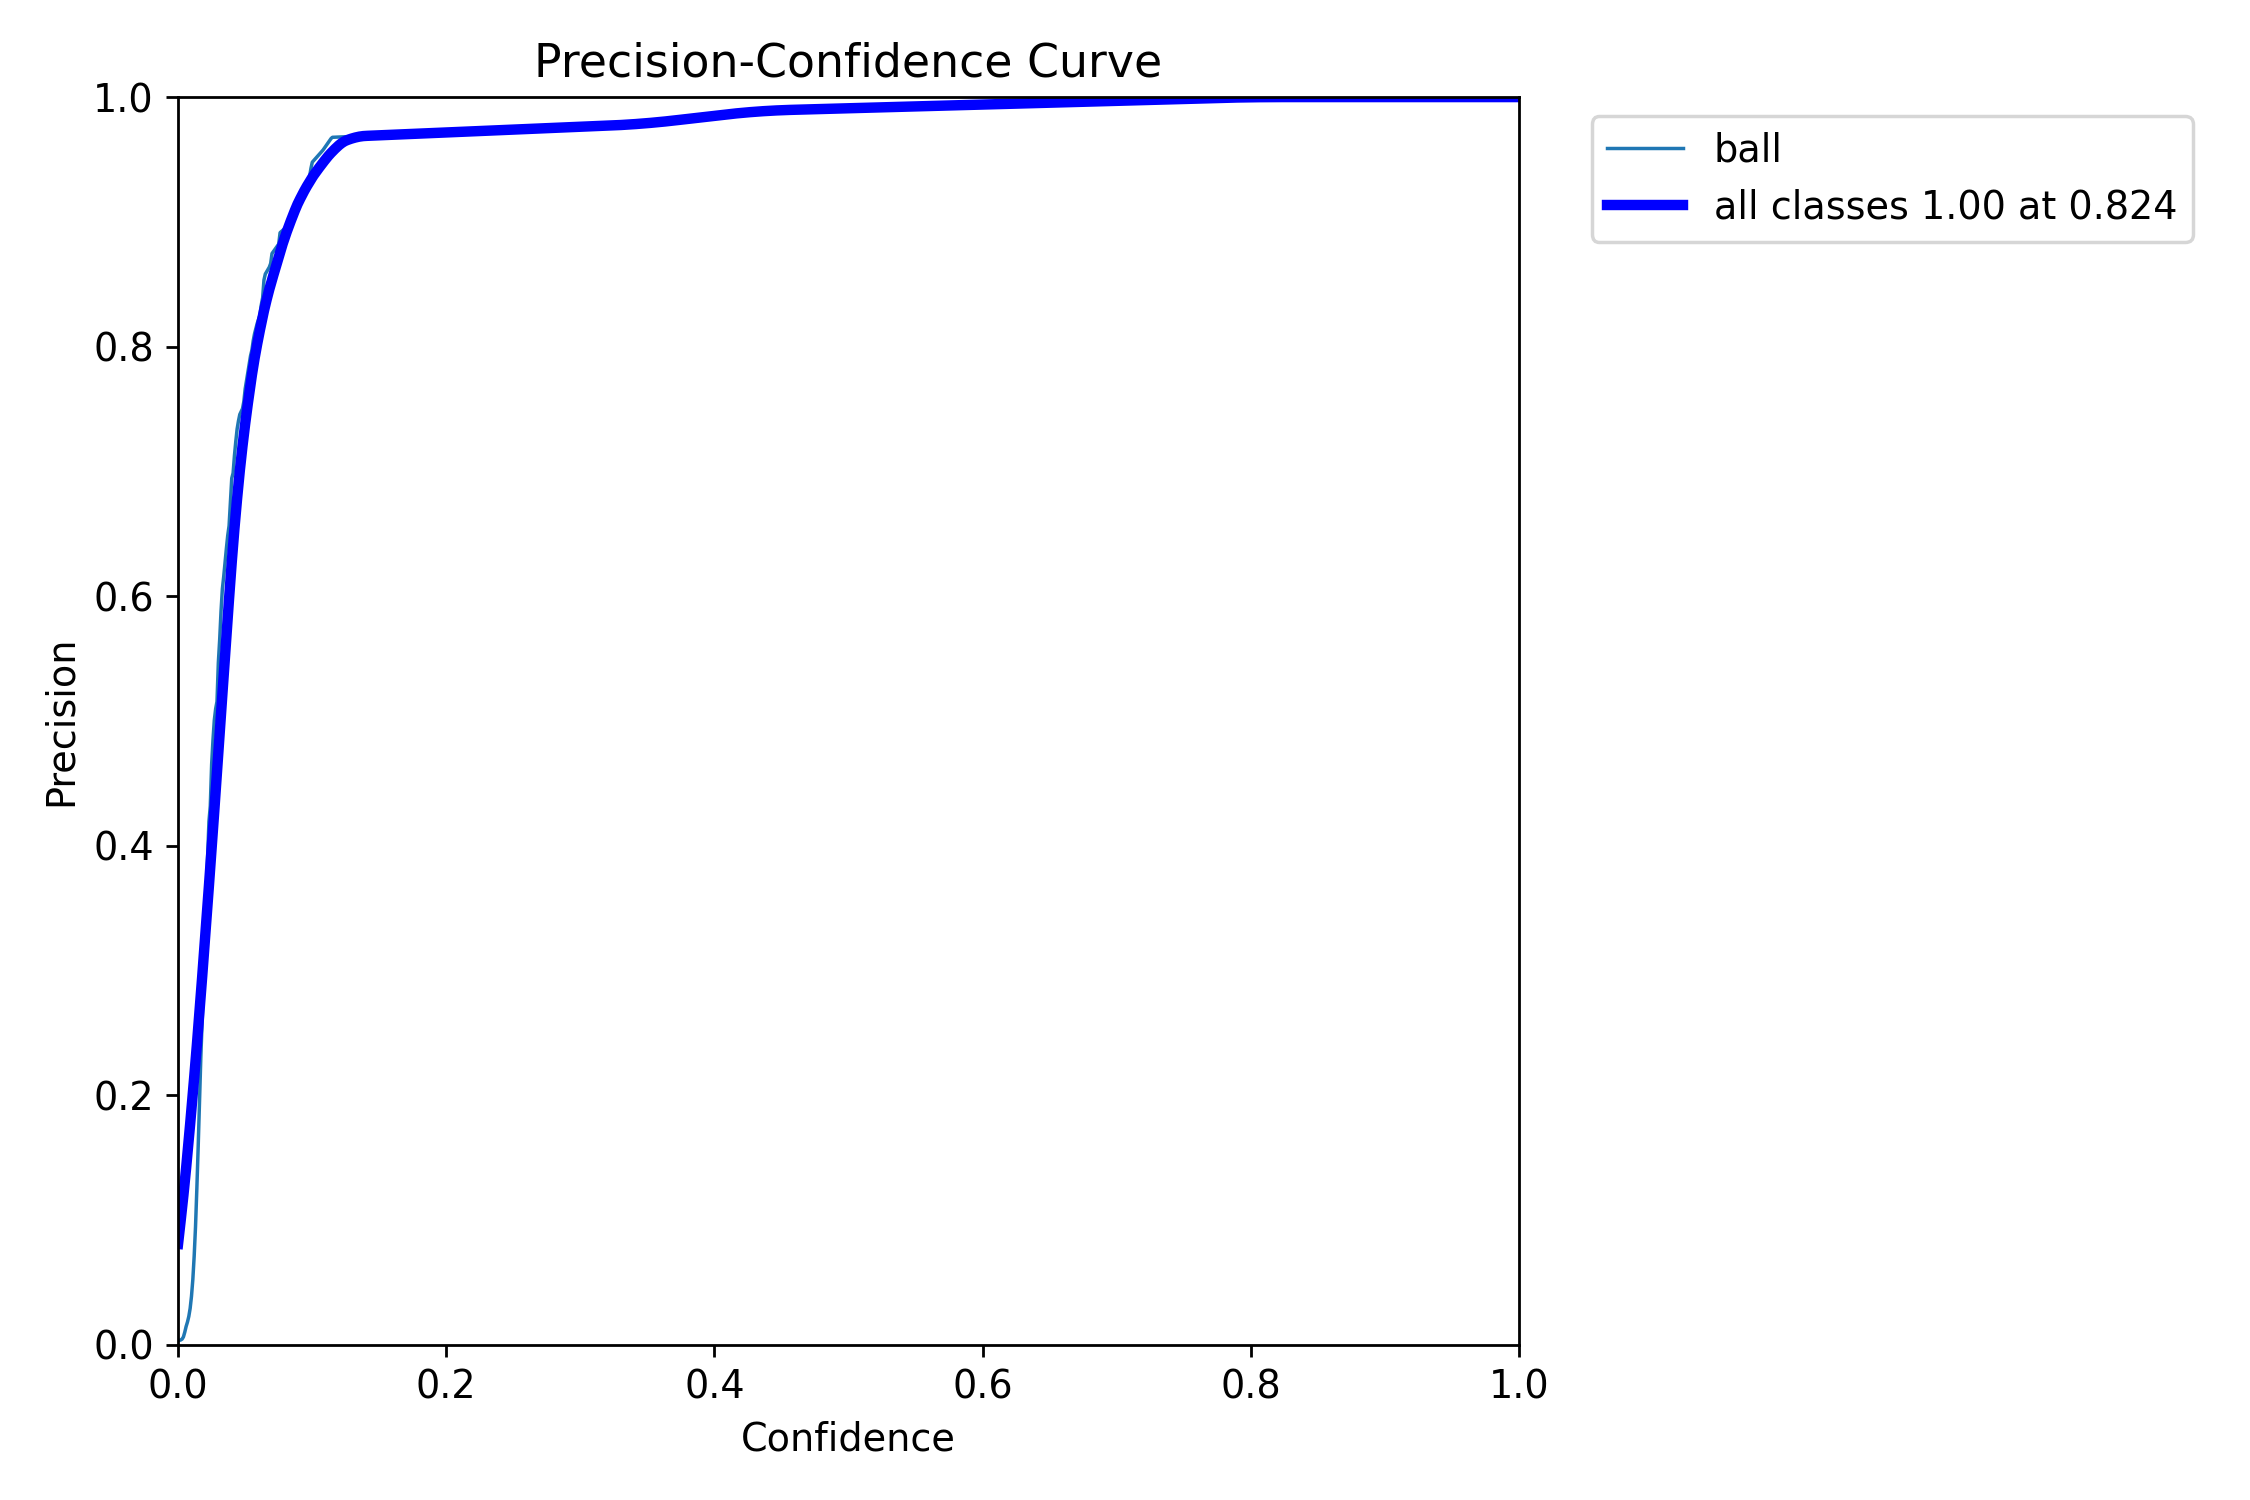 Precision-Confidence Curve
1.0
0.8
0.6
0.4
0.2
0.0
Precision
0.0 0.2 0.4 0.6 0.8 1.0
Confidence
ball
all classes 1.00 at 0.824